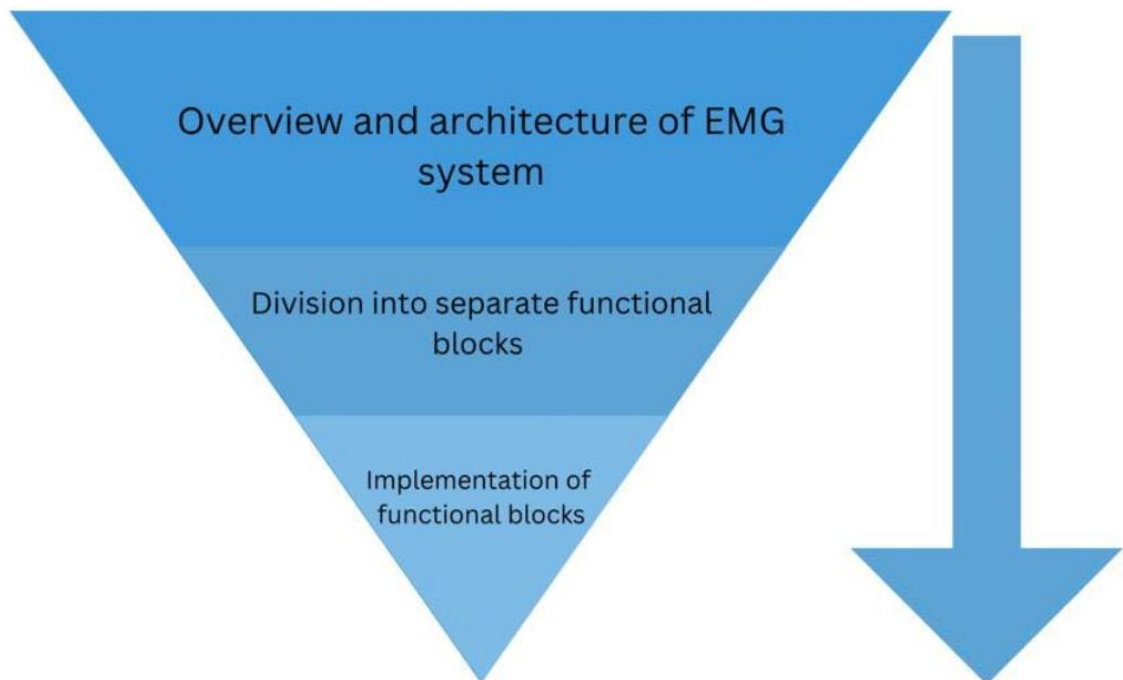 Overview and architecture of EMG
system
Division into separate functional
blocks
Implementation of
functional blocks